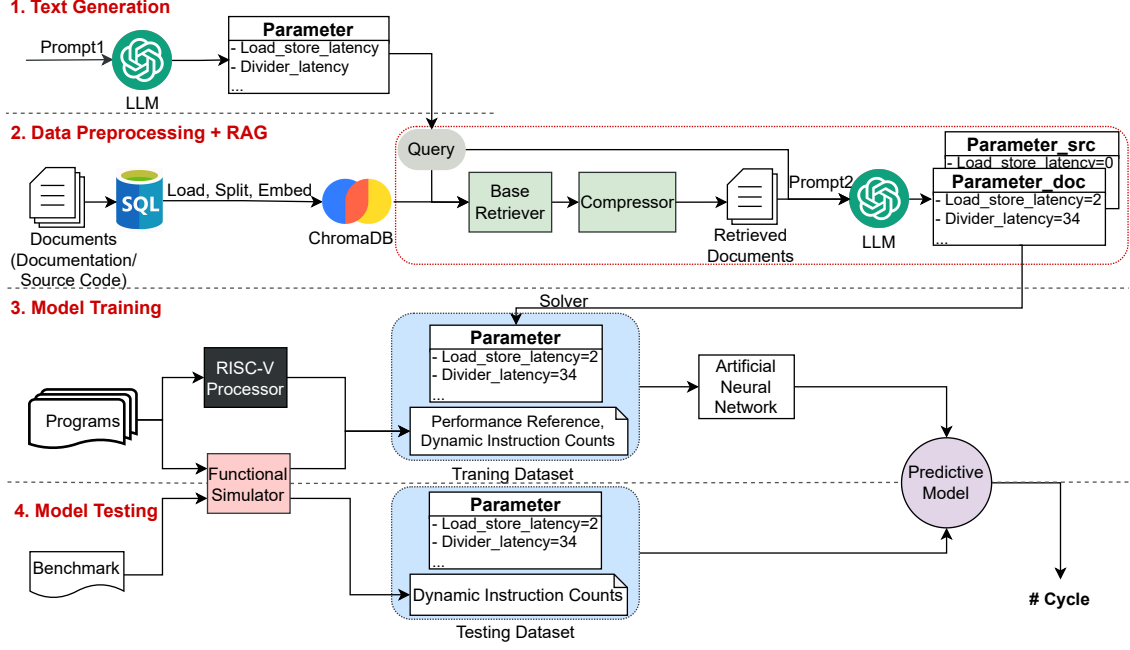 1. Text Generation
Prompt1
LLM
Parameter
- Load_store_latency
- Divider_latency
...
2. Data Preprocessing + RAG
Documents
(Documentation/
Source Code)
SQL
Load, Split, Embed
ChromaDB
Query
Base
Retriever
Compressor
Retrieved
Documents
Prompt2
LLM
Parameter_src
- Load_store_latency=0
Parameter_doc
- Load_store_latency=2
- Divider_latency=34
...
3. Model Training
Solver
Programs
RISC-V
Processor
Functional
Simulator
Parameter
- Load_store_latency=2
- Divider_latency=34
...
Performance Reference,
Dynamic Instruction Counts
Traning Dataset
Artificial
Neural
Network
Predictive
Model
# Cycle
4. Model Testing
Benchmark
Parameter
- Load_store_latency=2
- Divider_latency=34
...
Dynamic Instruction Counts
Testing Dataset